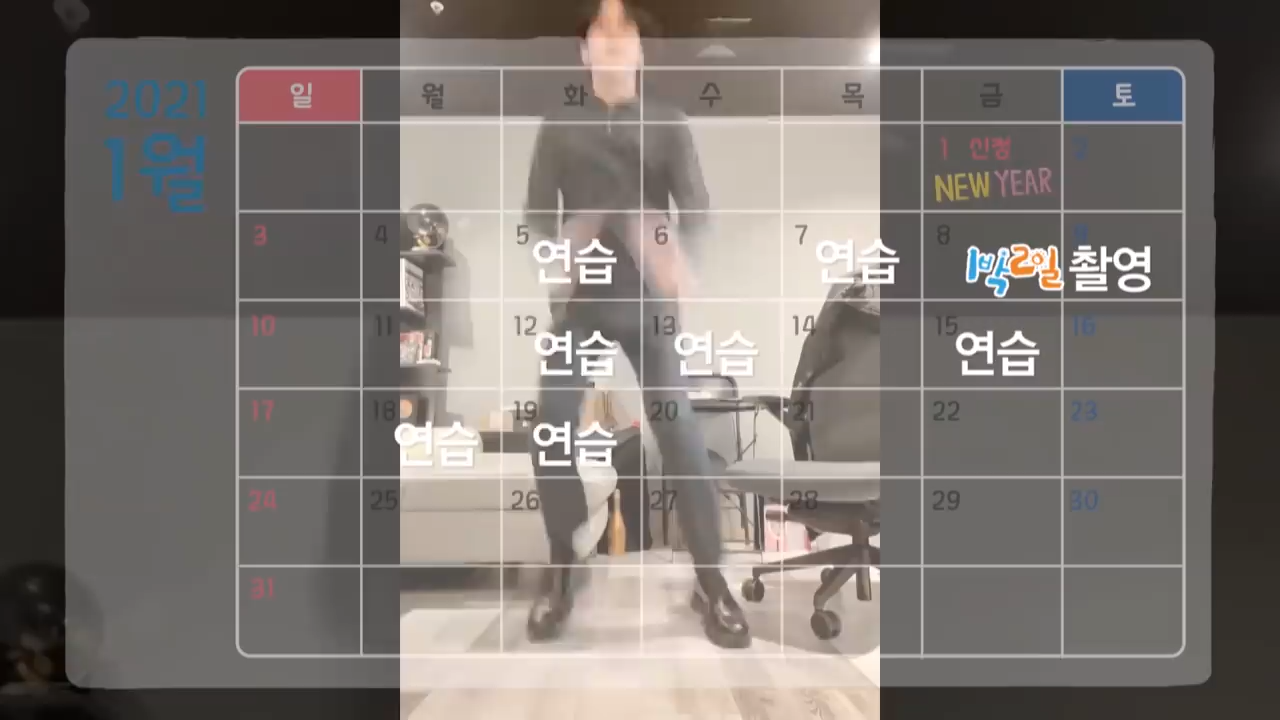 2021
1월
일 월 화 수 목 금 토
1 신정 2
NEW YEAR
3 4 5 6 7 8 9
연습 연습 1박2일 촬영
10 11 12 13 14 15 16
연습 연습 연습
17 18 19 20 21 22 23
연습 연습
24 25 26 27 28 29 30
31